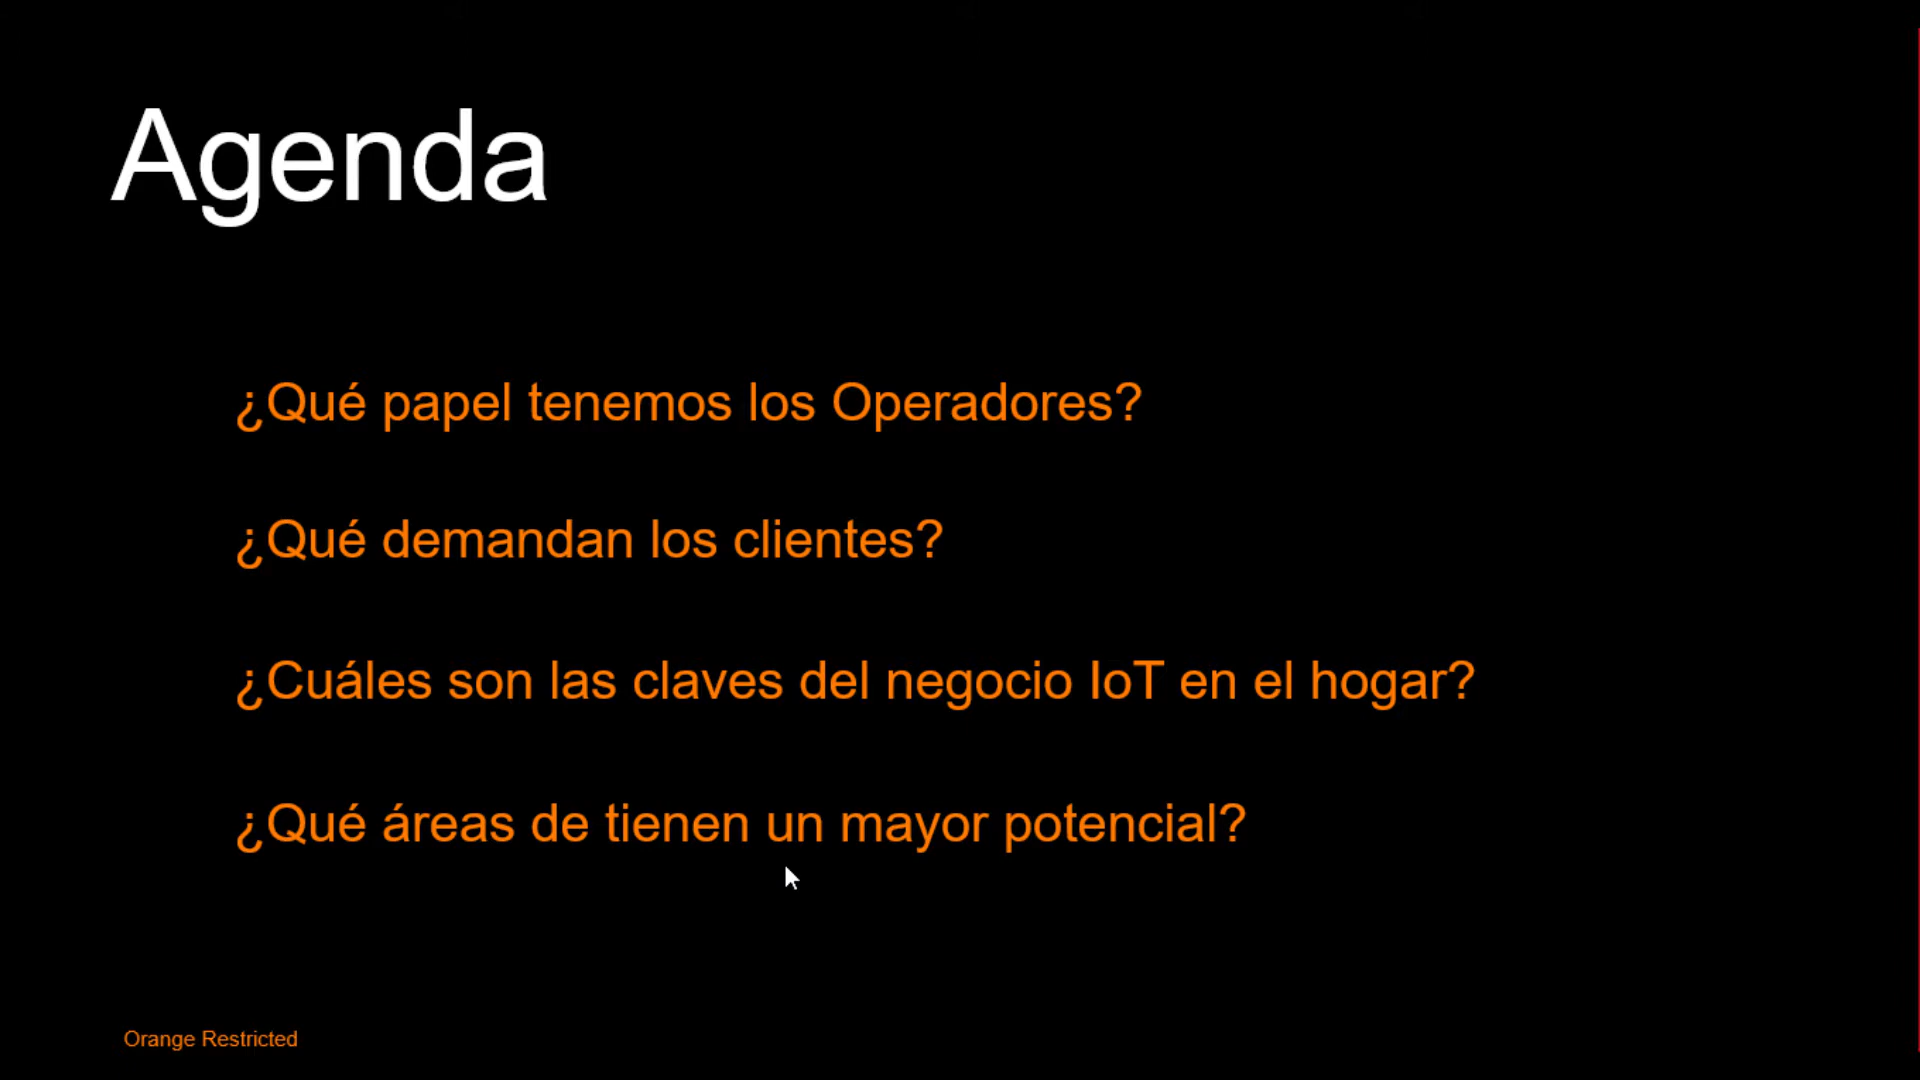 Agenda
¿Qué papel tenemos los Operadores?
¿Qué demandan los clientes?
¿Cuáles son las claves del negocio IoT en el hogar?
¿Qué áreas de tienen un mayor potencial?
Orange Restricted